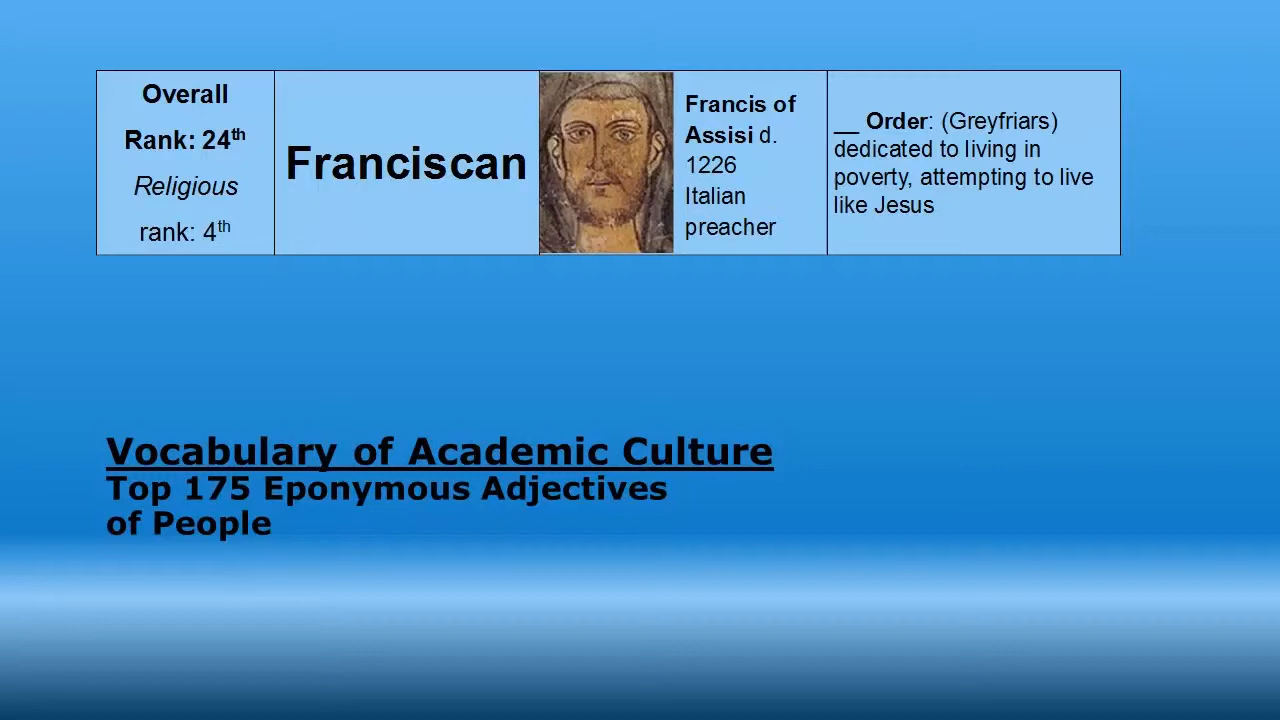 Overall
Rank: 24th
Religious
rank: 4th
Franciscan
Francis of
Assisi d.
1226
Italian
preacher
__ Order: (Greyfriars)
dedicated to living in
poverty, attempting to live
like Jesus
Vocabulary of Academic Culture
Top 175 Eponymous Adjectives
of People